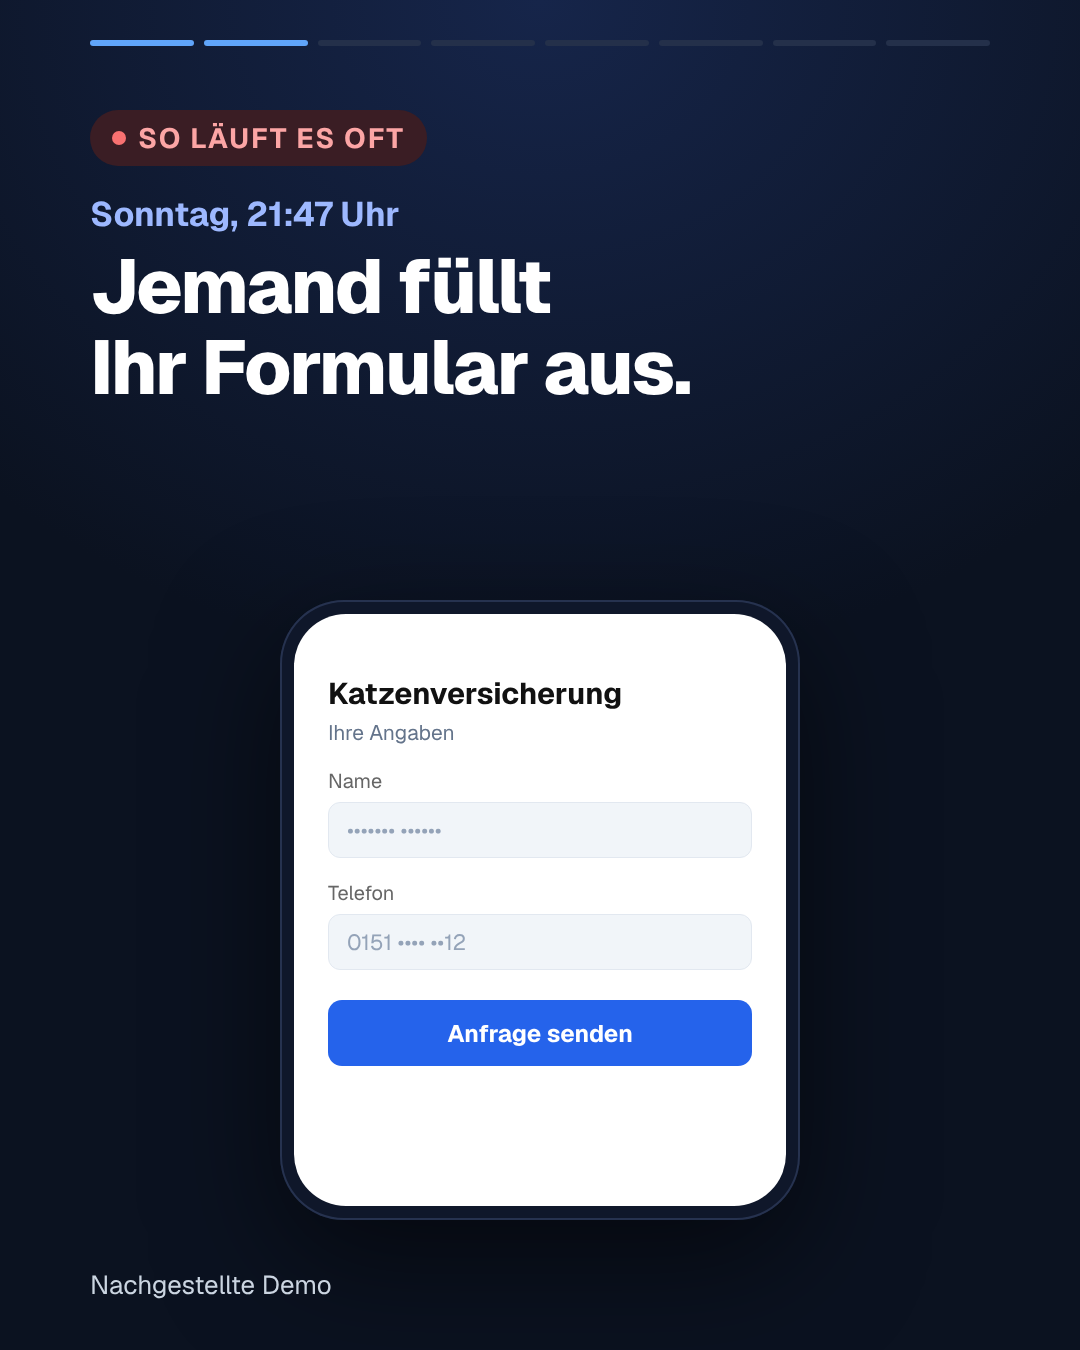 SO LÄUFT ES OFT
Sonntag, 21:47 Uhr
Jemand füllt
Ihr Formular aus.
Katzenversicherung
Ihre Angaben
Name
••••••• ••••••
Telefon
0151 •••• ••12
Anfrage senden
Nachgestellte Demo